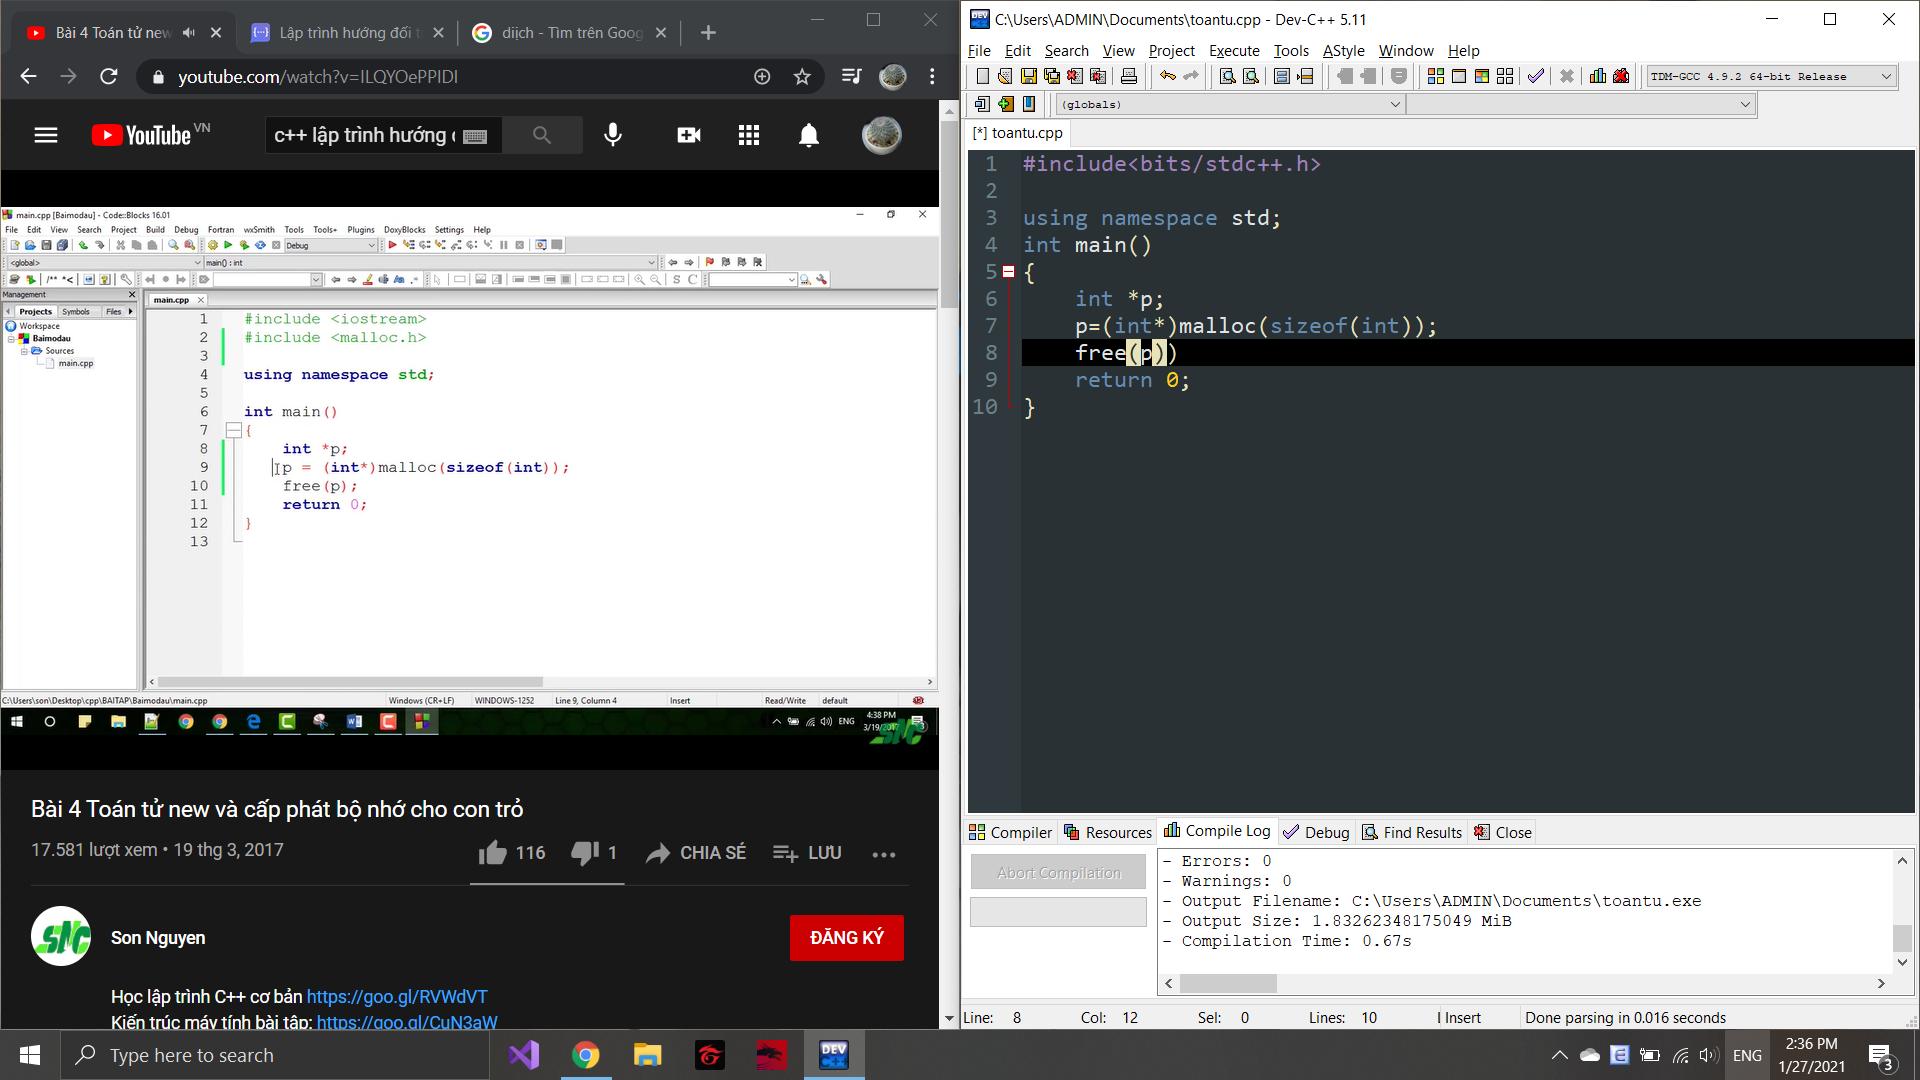 Bài 4 Toán tử new
Lập trình hướng đối t
diịch - Tìm trên Goog
youtube.com/watch?v=ILQYOePPIDI
YouTube VN
c++ lập trình hướng
main.cpp [Baimodau] - Code::Blocks 16.01
File Edit View Search Project Build Debug Fortran wxSmith Tools Tools+ Plugins DoxyBlocks Settings Help
Debug
<global>
main() : int
Management
Projects Symbols Files
Workspace
Baimodau
Sources
main.cpp
main.cpp
1 #include <iostream>
2 #include <malloc.h>
3
4 using namespace std;
5
6 int main()
7 {
8 int *p;
9 p = (int*)malloc(sizeof(int));
10 free(p);
11 return 0;
12 }
13
C:\Users\son\Desktop\cpp\BAITAP\Baimodau\main.cpp Windows (CR+LF) WINDOWS-1252 Line 9, Column 4 Insert Read/Write default
ENG
4:38 PM
SNC
Bài 4 Toán tử new và cấp phát bộ nhớ cho con trỏ
17.581 lượt xem • 19 thg 3, 2017
116 1 CHIA SẺ LƯU
SNC
Son Nguyen
ĐĂNG KÝ
Học lập trình C++ cơ bản https://goo.gl/RVWdVT
Kiến trúc máy tính bài tập: https://goo.gl/CuN3aW
C:\Users\ADMIN\Documents\toantu.cpp - Dev-C++ 5.11
File Edit Search View Project Execute Tools AStyle Window Help
TDM-GCC 4.9.2 64-bit Release
(globals)
[*] toantu.cpp
1 #include<bits/stdc++.h>
2
3 using namespace std;
4 int main()
5 {
6 int *p;
7 p=(int*)malloc(sizeof(int));
8 free(p))
9 return 0;
10 }
Compiler Resources Compile Log Debug Find Results Close
Abort Compilation
- Errors: 0
- Warnings: 0
- Output Filename: C:\Users\ADMIN\Documents\toantu.exe
- Output Size: 1.83262348175049 MiB
- Compilation Time: 0.67s
Line: 8 Col: 12 Sel: 0 Lines: 10 Insert Done parsing in 0.016 seconds
Type here to search
DEV C++
ENG
2:36 PM
1/27/2021
3